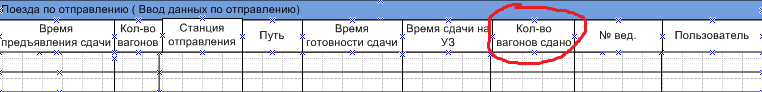 Поезда по отправлению ( Ввод данных по отправлению)
Время предъявления сдачи
Кол-во вагонов
Станция отправления
Путь
Время готовности сдачи
Время сдачи на УЗ
Кол-во вагонов сдано
№ вед.
Пользователь